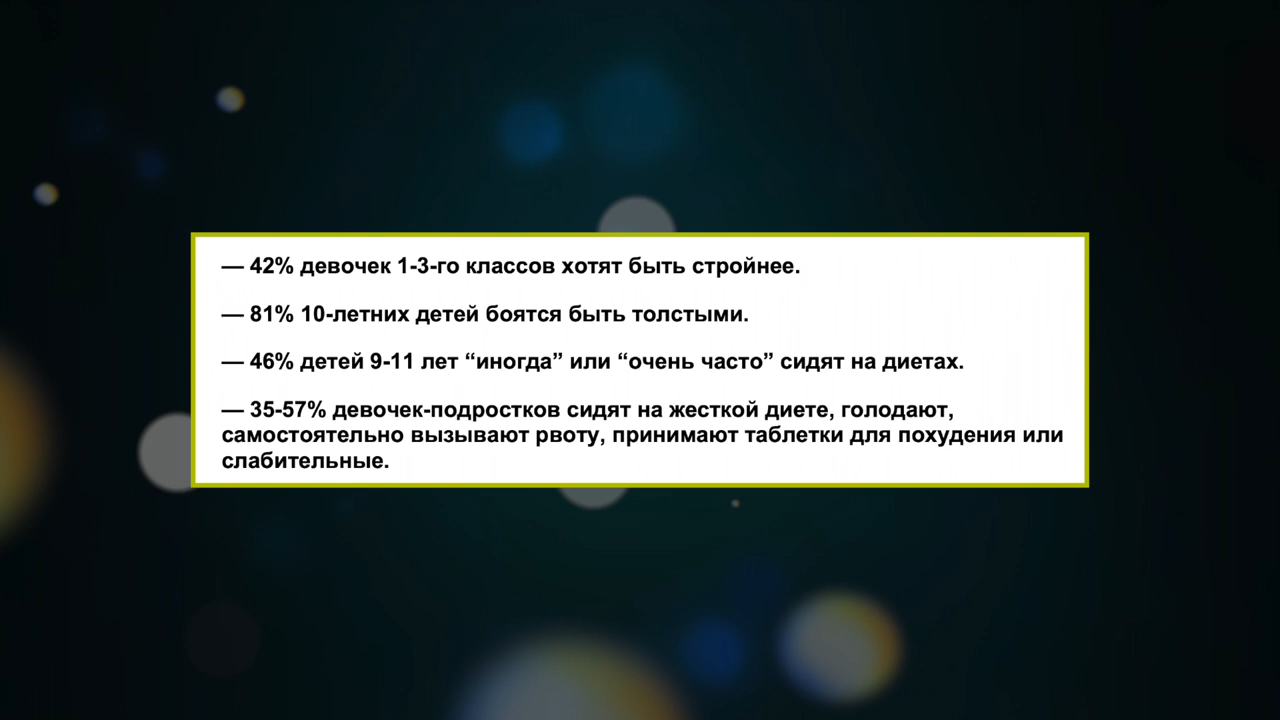 — 42% девочек 1-3-го классов хотят быть стройнее.
— 81% 10-летних детей боятся быть толстыми.
— 46% детей 9-11 лет “иногда” или “очень часто” сидят на диетах.
— 35-57% девочек-подростков сидят на жесткой диете, голодают,
самостоятельно вызывают рвоту, принимают таблетки для похудения или
слабительные.